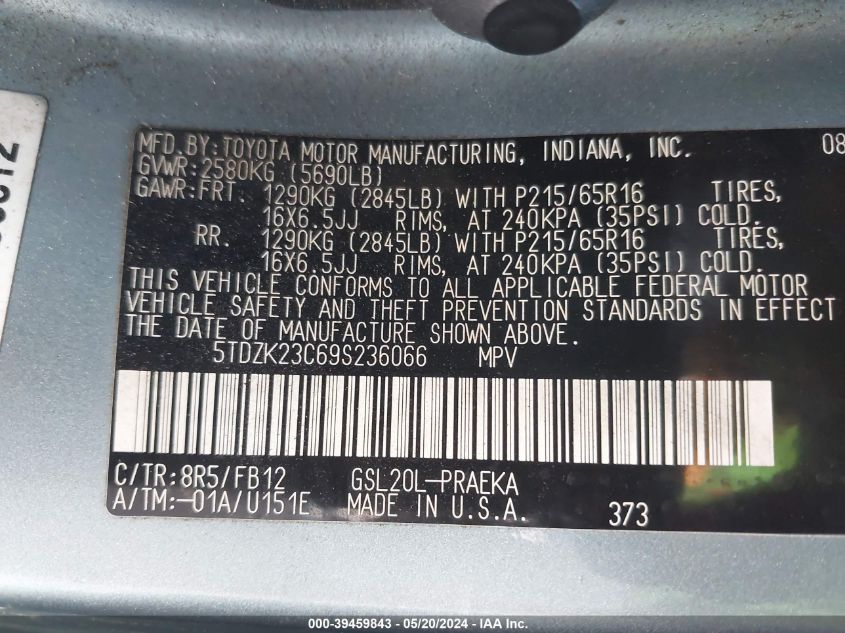 MFD. BY: TOYOTA MOTOR MANUFACTURING, INDIANA, INC. 08
GVWR: 2580KG (5690LB)
GAWR: FRT. 1290KG (2845LB) WITH P215/65R16 TIRES,
16X6.5JJ RIMS, AT 240KPA (35PSI) COLD.
RR. 1290KG (2845LB) WITH P215/65R16 TIRES,
16X6.5JJ RIMS, AT 240KPA (35PSI) COLD.
THIS VEHICLE CONFORMS TO ALL APPLICABLE FEDERAL MOTOR
VEHICLE SAFETY AND THEFT PREVENTION STANDARDS IN EFFECT
THE DATE OF MANUFACTURE SHOWN ABOVE.
5TDZK23C69S236066 MPV
C/TR: 8R5/FB12 GSL20L-PRAEKA
A/TM: -01A/U151E MADE IN U.S.A. 373
000-39459843 / 05/20/2024 - IAA Inc.